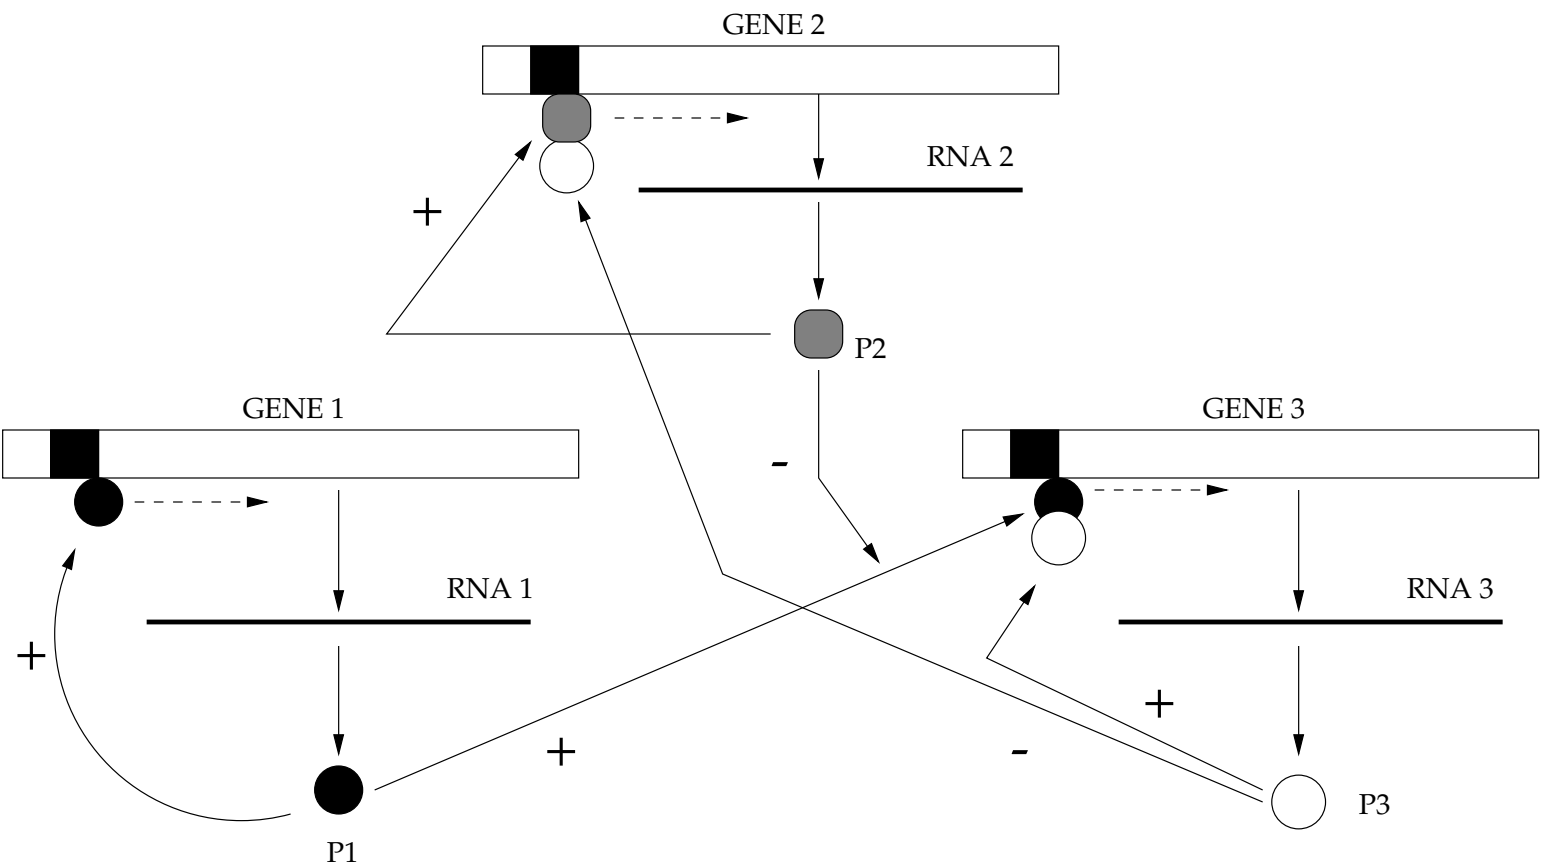 GENE 2
RNA 2
+
P2
GENE 1
GENE 3
-
RNA 1
RNA 3
+
+
+
-
P3
P1